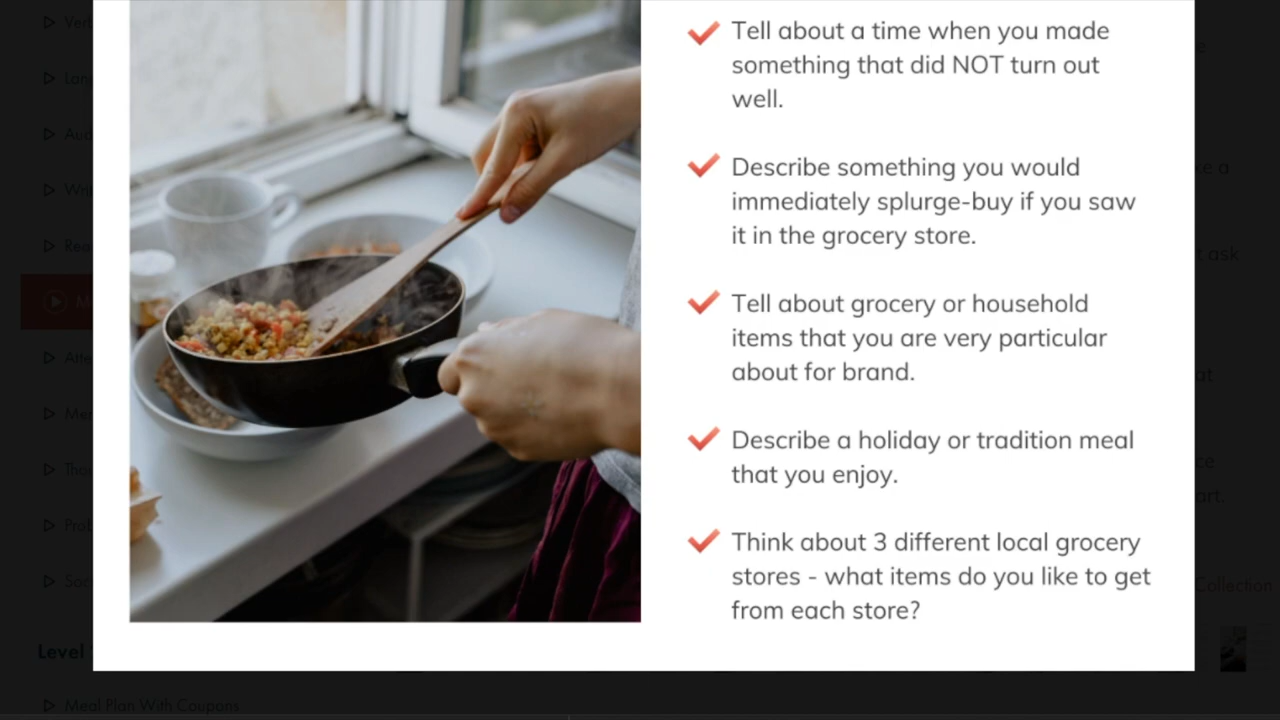 Tell about a time when you made
something that did NOT turn out
well.
Describe something you would
immediately splurge-buy if you saw
it in the grocery store.
Tell about grocery or household
items that you are very particular
about for brand.
Describe a holiday or tradition meal
that you enjoy.
Think about 3 different local grocery
stores - what items do you like to get
from each store?
Level
Meal Plan With Coupons
ask
Collection